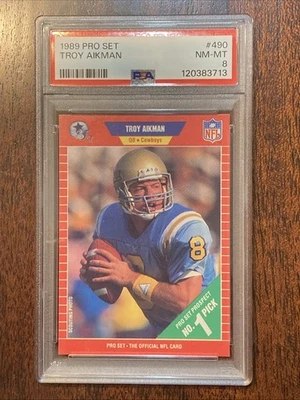 1989 PRO SET #490
TROY AIKMAN NM-MT
8
PSA 120383713
TROY AIKMAN
QB • Cowboys
NFL
8
PRO SET PROSPECT
NO. 1 PICK
PRO SET • THE OFFICIAL NFL CARD